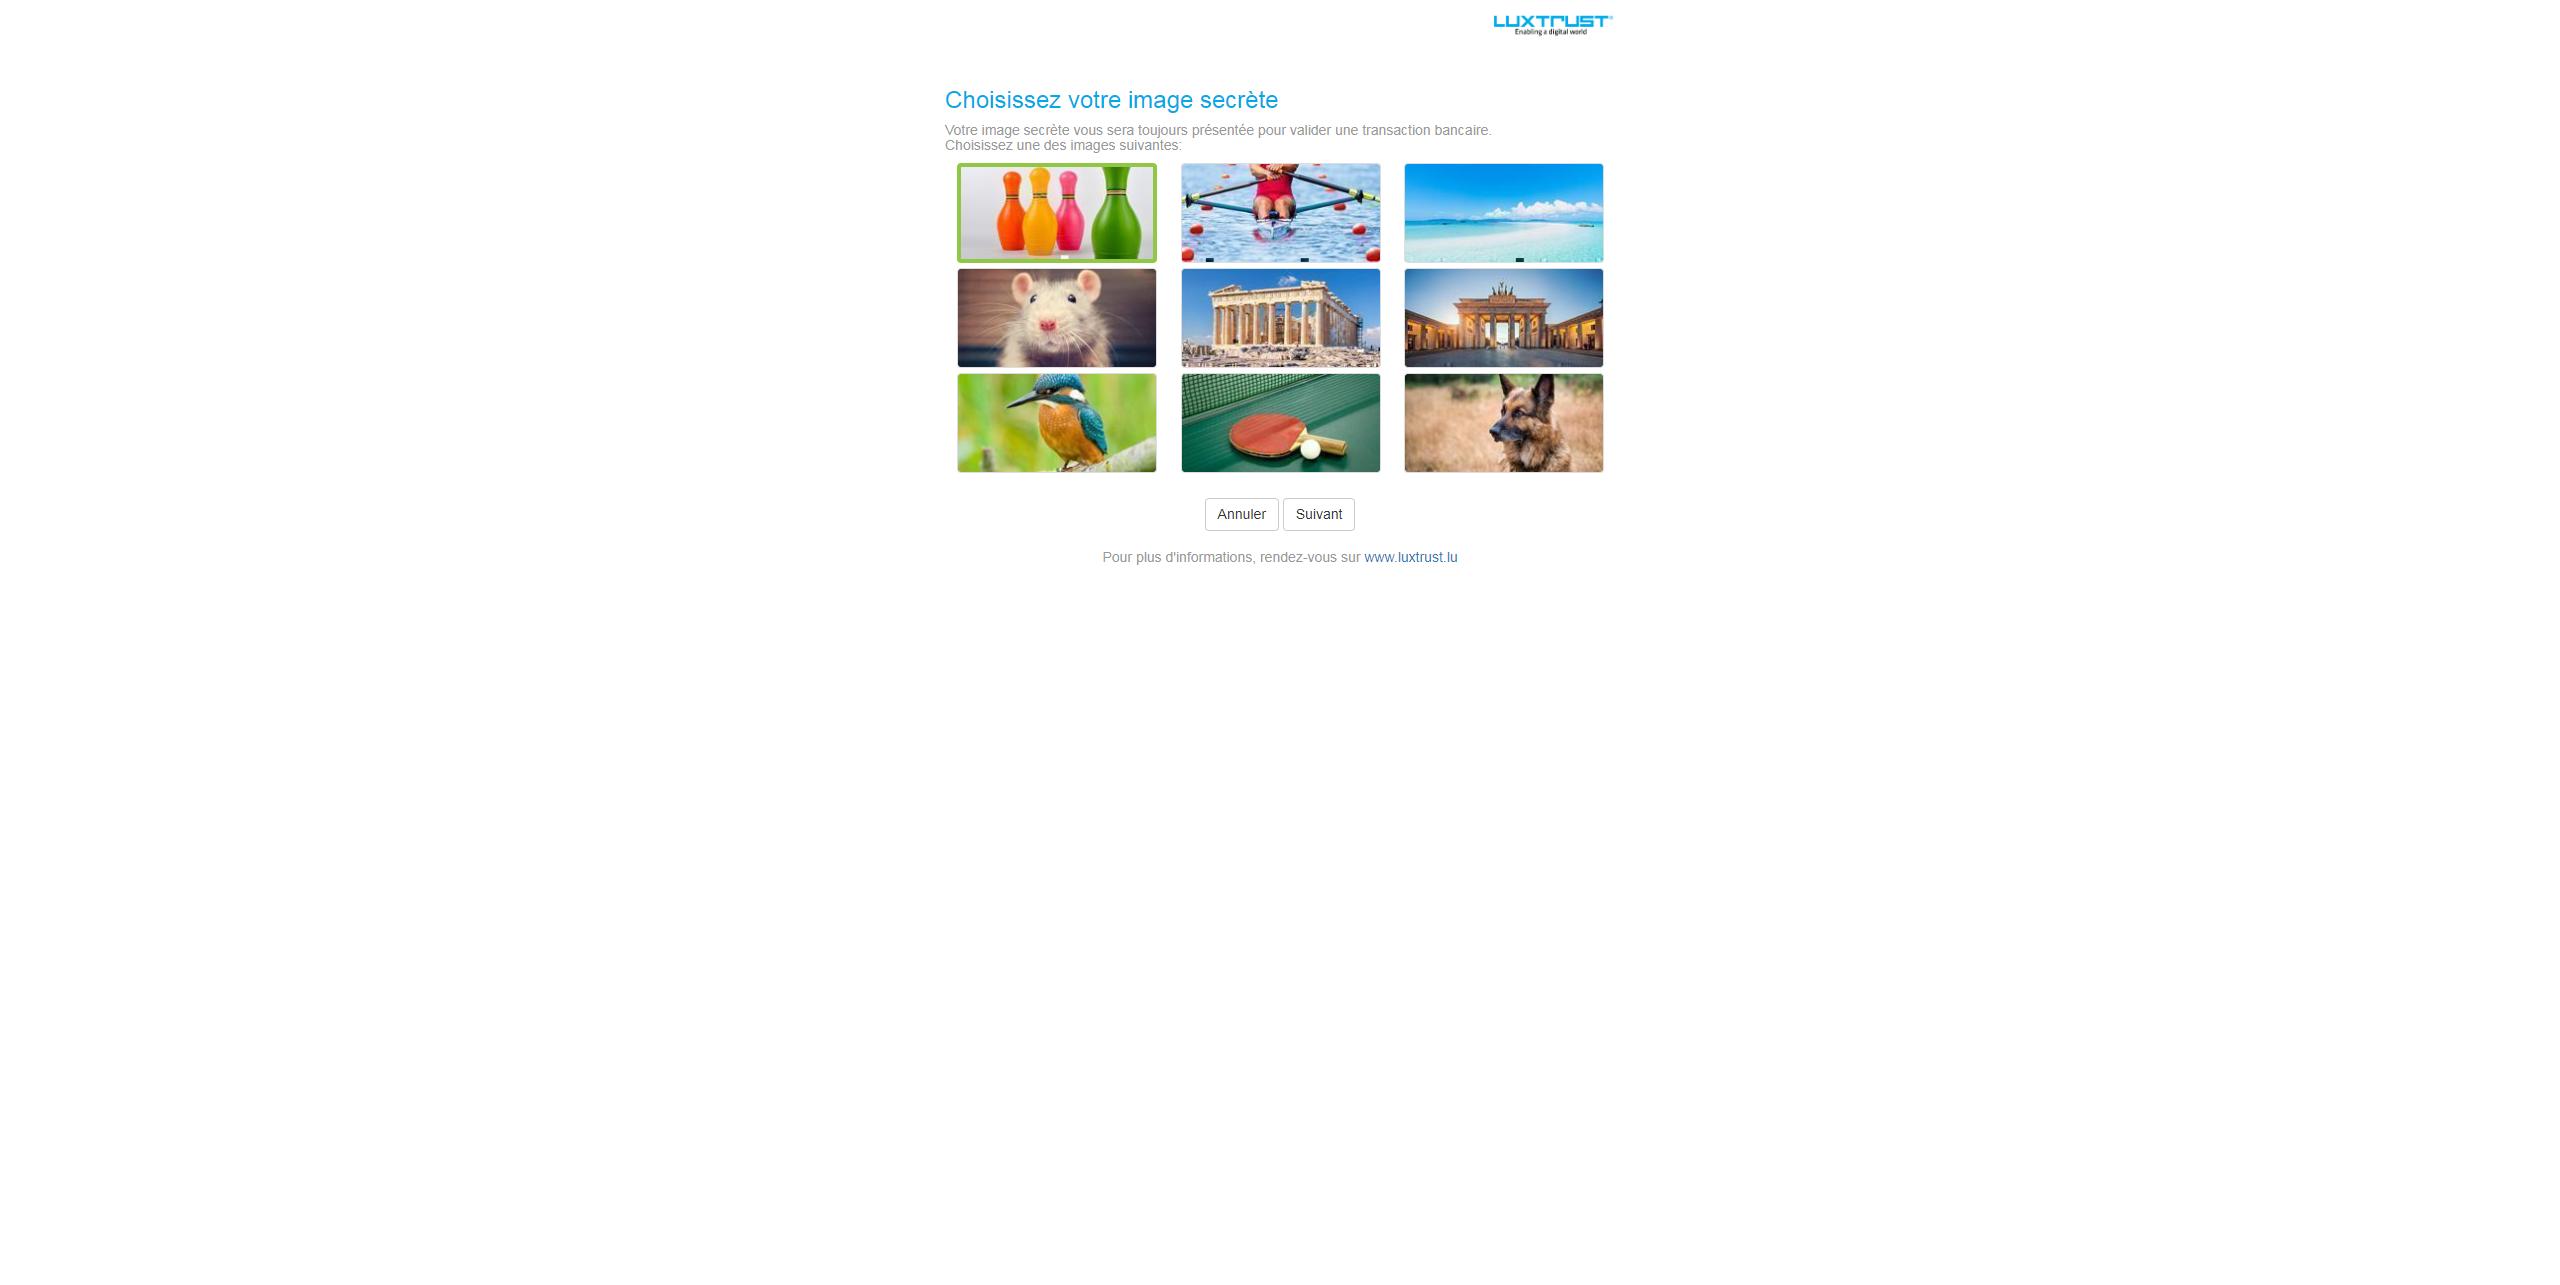 LUXTRUST
Enabling a digital world
Choisissez votre image secrète
Votre image secrète vous sera toujours présentée pour valider une transaction bancaire.
Choisissez une des images suivantes:
Annuler
Suivant
Pour plus d'informations, rendez-vous sur www.luxtrust.lu